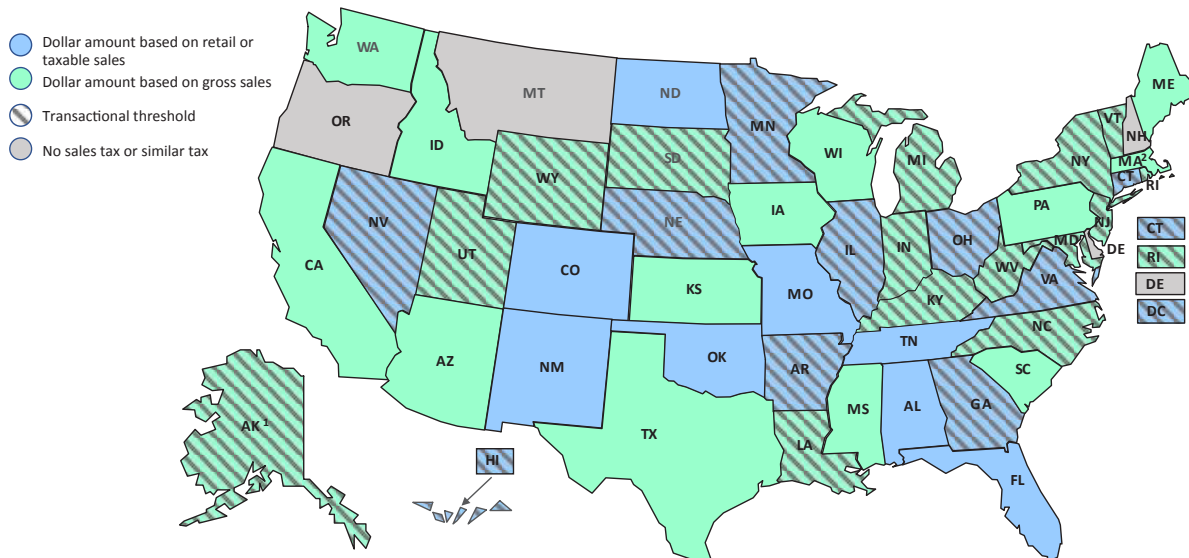 Dollar amount based on retail or
taxable sales
Dollar amount based on gross sales
Transactional threshold
No sales tax or similar tax
WA
MT
ND
MN
ME
OR
ID
WY
SD
WI
MI
VT
NH
NY
MA2
CT
RI
NV
UT
NE
IA
IL
IN
OH
PA
NJ
MD
DE
CT
RI
DE
DC
CA
CO
KS
MO
KY
WV
VA
AZ
NM
OK
AR
TN
NC
SC
AK1
HI
TX
LA
MS
AL
GA
FL